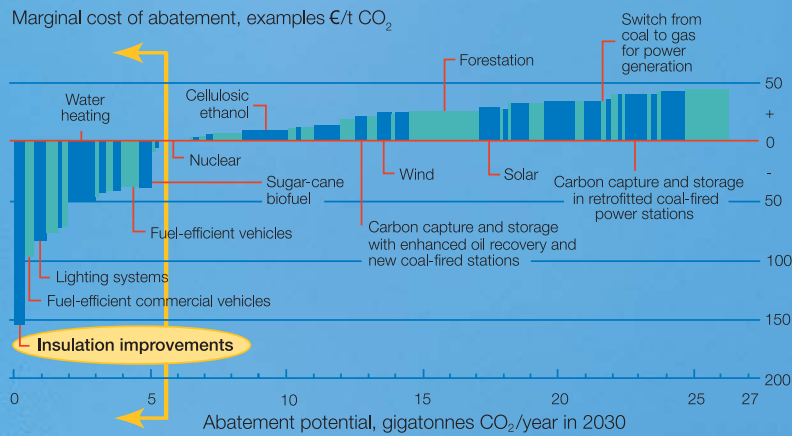 Marginal cost of abatement, examples €/t CO₂
Switch from
coal to gas
for power
generation
Forestation
Water
heating
Cellulosic
ethanol
50
+
0
-
50
100
150
200
Nuclear
Wind
Solar
Sugar-cane
biofuel
Carbon capture and storage
in retrofitted coal-fired
power stations
Fuel-efficient vehicles
Carbon capture and storage
with enhanced oil recovery and
new coal-fired stations
Lighting systems
Fuel-efficient commercial vehicles
Insulation improvements
0 5 10 15 20 25 27
Abatement potential, gigatonnes CO₂/year in 2030